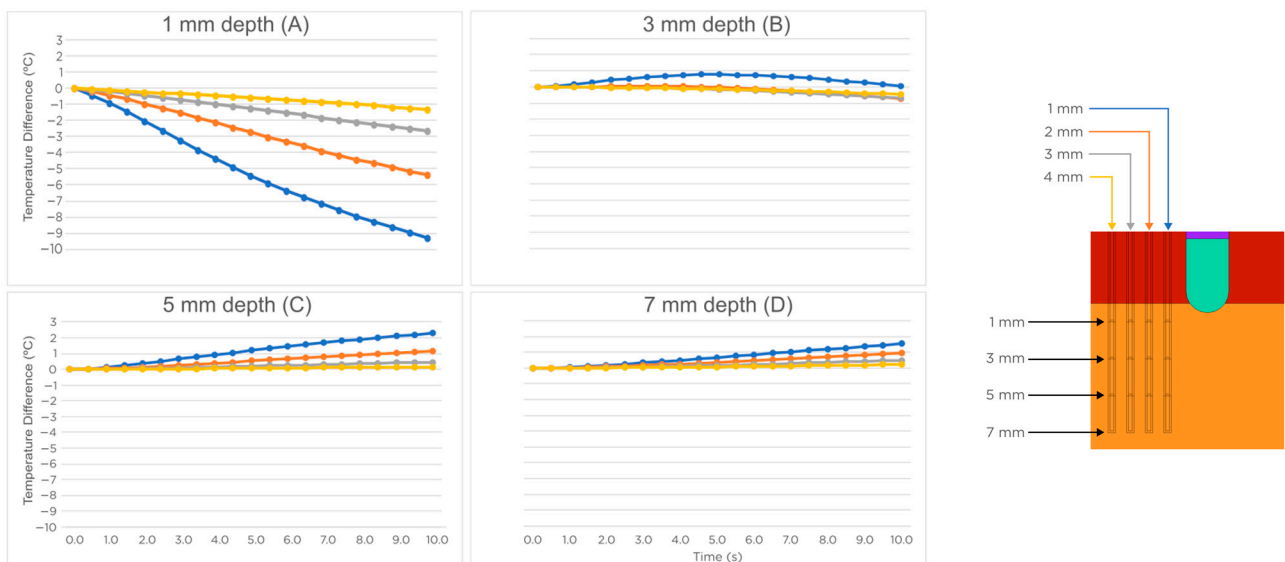 1 mm depth (A)
3
2
1
0
−1
−2
−3
−4
−5
−6
−7
−8
−9
−10
Temperature Difference (°C)
3 mm depth (B)
5 mm depth (C)
3
2
1
0
−1
−2
−3
−4
−5
−6
−7
−8
−9
−10
Temperature Difference (°C)
0.0 1.0 2.0 3.0 4.0 5.0 6.0 7.0 8.0 9.0 10.0
7 mm depth (D)
0.0 1.0 2.0 3.0 4.0 5.0 6.0 7.0 8.0 9.0 10.0
Time (s)
1 mm
2 mm
3 mm
4 mm
1 mm
3 mm
5 mm
7 mm